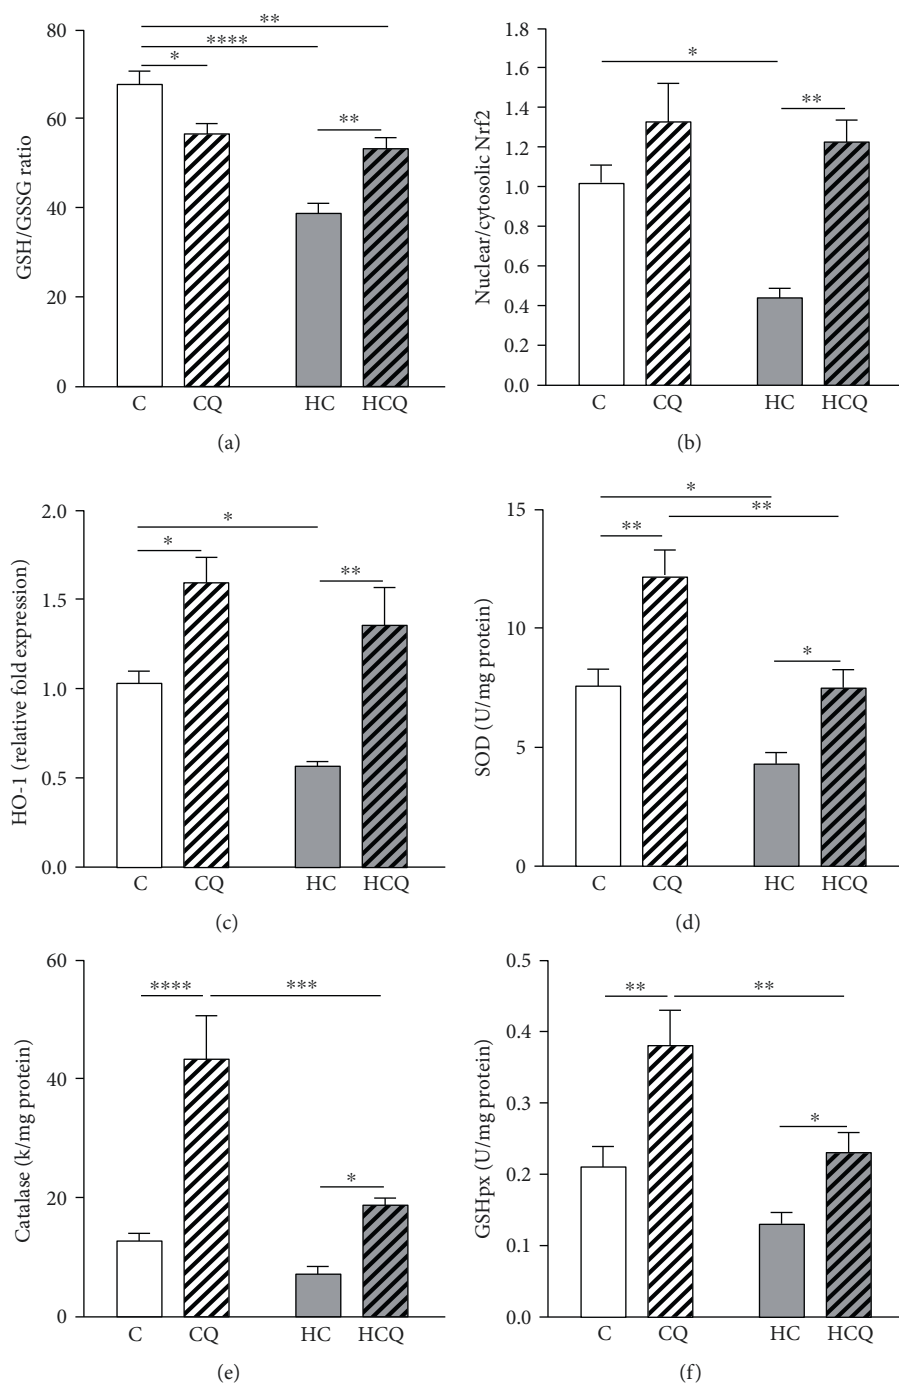 **
****
*
**
80
60
40
20
0
GSH/GSSG ratio
C CQ HC HCQ
(a)
*
**
1.8
1.6
1.4
1.2
1.0
0.8
0.6
0.4
0.2
0.0
Nuclear/cytosolic Nrf2
C CQ HC HCQ
(b)
*
*
**
2.0
1.5
1.0
0.5
0.0
HO-1 (relative fold expression)
C CQ HC HCQ
(c)
*
**
**
*
15
10
5
0
SOD (U/mg protein)
C CQ HC HCQ
(d)
****
***
*
60
40
20
0
Catalase (k/mg protein)
C CQ HC HCQ
(e)
**
**
*
0.5
0.4
0.3
0.2
0.1
0.0
GSHpx (U/mg protein)
C CQ HC HCQ
(f)